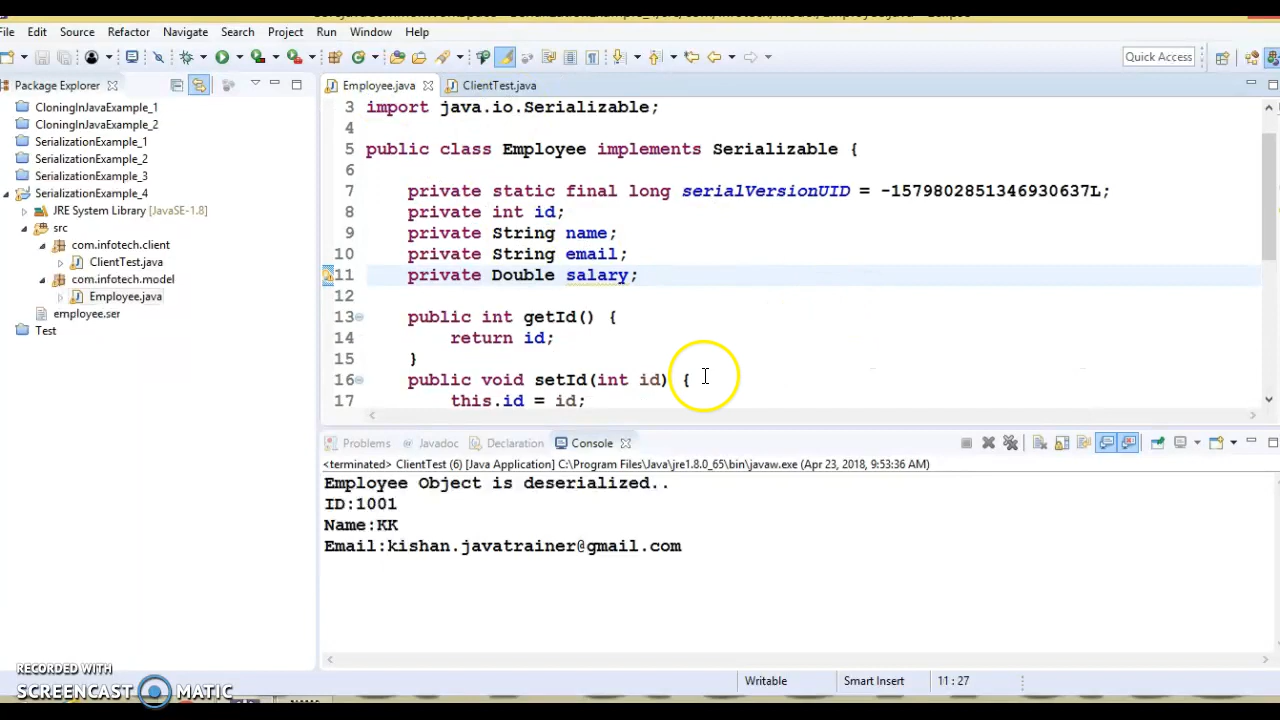 File Edit Source Refactor Navigate Search Project Run Window Help
Quick Access
Package Explorer
Employee.java
ClientTest.java
CloningInJavaExample_1
CloningInJavaExample_2
SerializationExample_1
SerializationExample_2
SerializationExample_3
SerializationExample_4
JRE System Library [JavaSE-1.8]
src
com.infotech.client
ClientTest.java
com.infotech.model
Employee.java
employee.ser
Test
3 import java.io.Serializable;
4
5 public class Employee implements Serializable {
6
7 private static final long serialVersionUID = -1579802851346930637L;
8 private int id;
9 private String name;
10 private String email;
11 private Double salary;
12
13 public int getId() {
14 return id;
15 }
16 public void setId(int id) {
17 this.id = id;
Problems Javadoc Declaration Console
<terminated> ClientTest (6) [Java Application] C:\Program Files\Java\jre1.8.0_65\bin\javaw.exe (Apr 23, 2018, 9:53:36 AM)
Employee Object is deserialized..
ID:1001
Name:KK
Email:kishan.javatrainer@gmail.com
Writable Smart Insert 11 : 27
RECORDED WITH
SCREENCAST MATIC